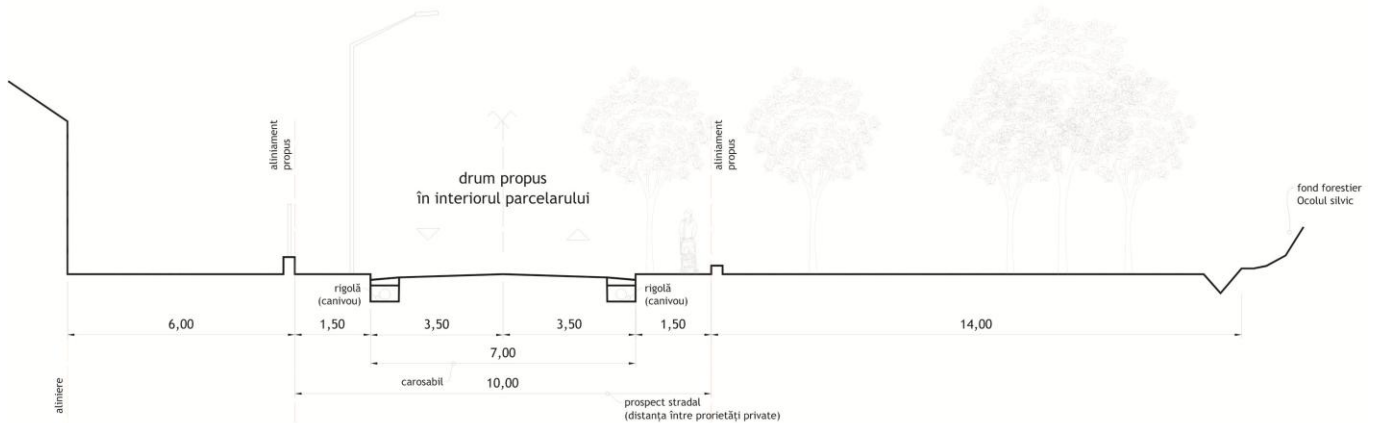 aliniament
propus
aliniament
propus
drum propus
în interiorul parcelarului
fond forestier
Ocolul silvic
rigolă
(canivou)
rigolă
(canivou)
6,00
1,50
3,50
3,50
1,50
14,00
7,00
carosabil
10,00
aliniere
prospect stradal
(distanța între prorietăți private)